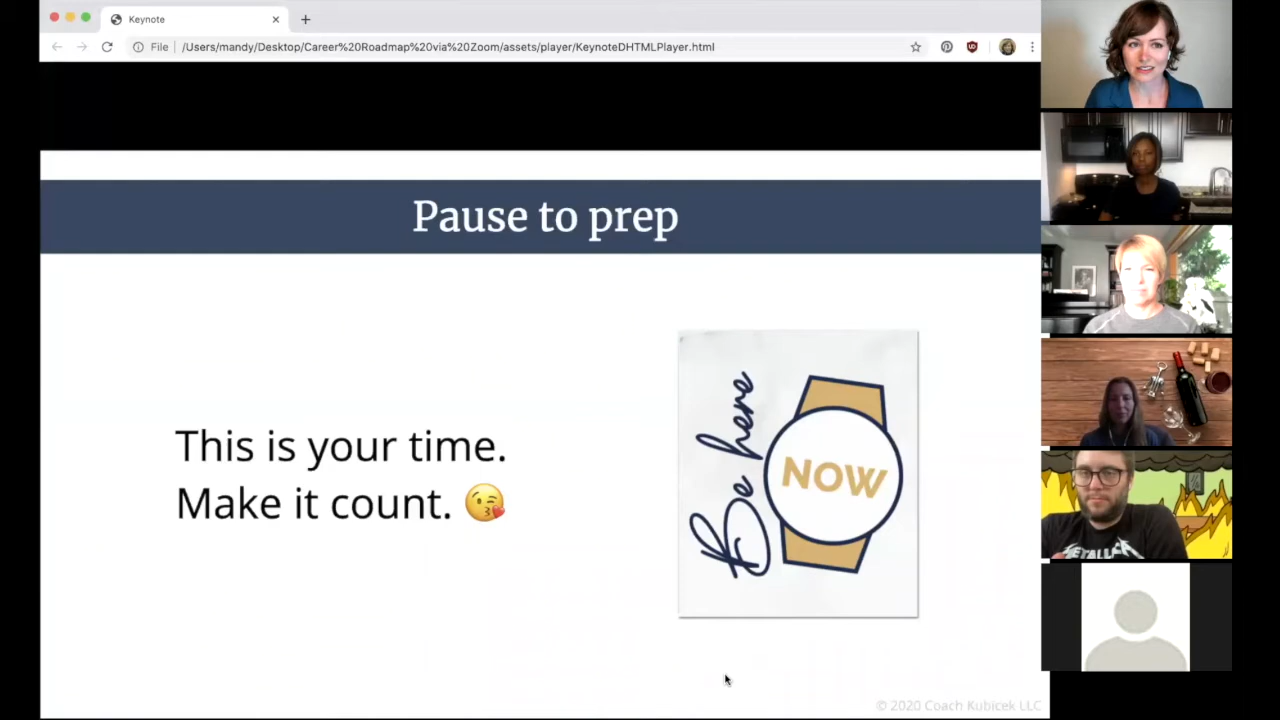 Keynote
File
/Users/mandy/Desktop/Career%20Roadmap%20via%20Zoom/assets/player/KeynoteDHTMLPlayer.html
Pause to prep
This is your time.
Make it count. 😘
Be here
NOW
© 2020 Coach Kubicek LLC
METALLICA